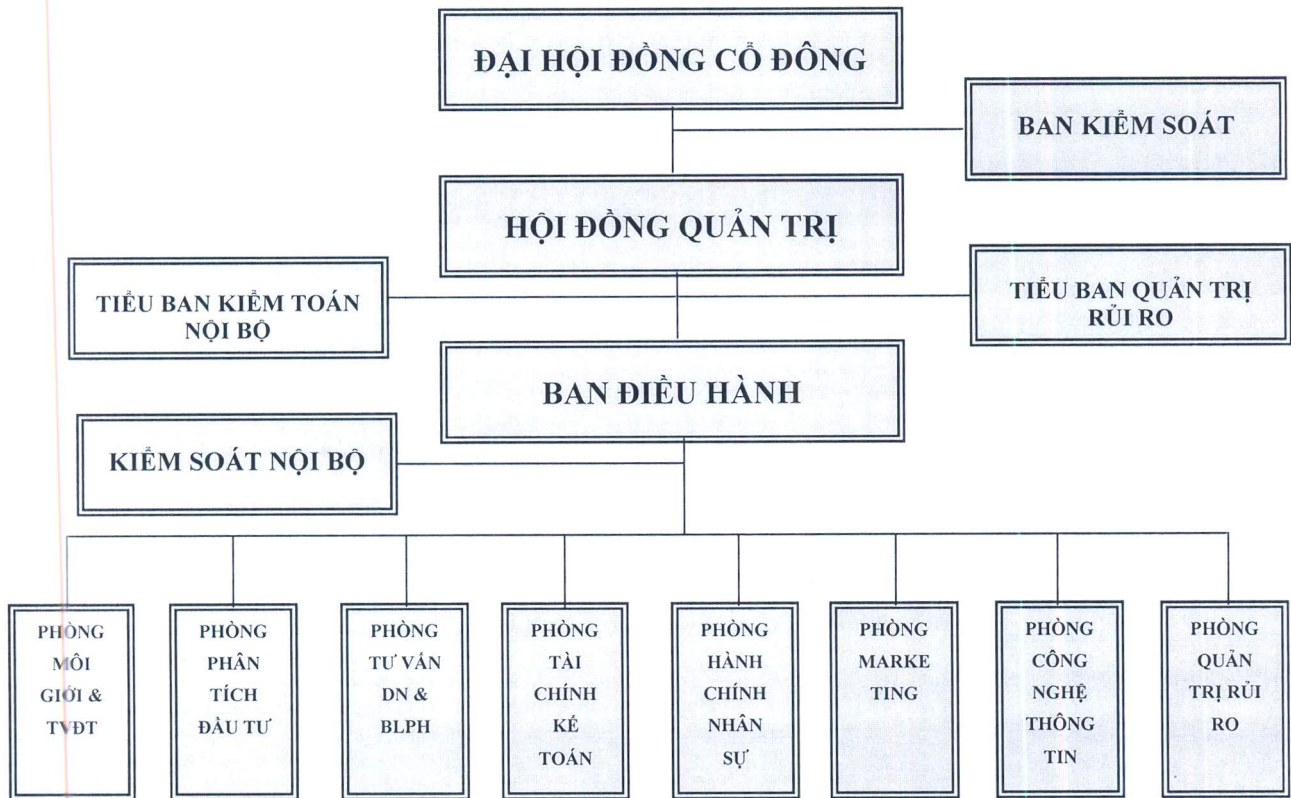 ĐẠI HỘI ĐỒNG CỔ ĐÔNG
BAN KIỂM SOÁT
HỘI ĐỒNG QUẢN TRỊ
TIỂU BAN KIỂM TOÁN
NỘI BỘ
TIỂU BAN QUẢN TRỊ
RỦI RO
BAN ĐIỀU HÀNH
KIỂM SOÁT NỘI BỘ
PHÒNG
MÔI
GIỚI &
TVĐT
PHÒNG
PHÂN
TÍCH
ĐẦU TƯ
PHÒNG
TƯ VẤN
DN &
BLPH
PHÒNG
TÀI
CHÍNH
KẾ
TOÁN
PHÒNG
HÀNH
CHÍNH
NHÂN
SỰ
PHÒNG
MARKE
TING
PHÒNG
CÔNG
NGHỆ
THÔNG
TIN
PHÒNG
QUẢN
TRỊ RỦI
RO